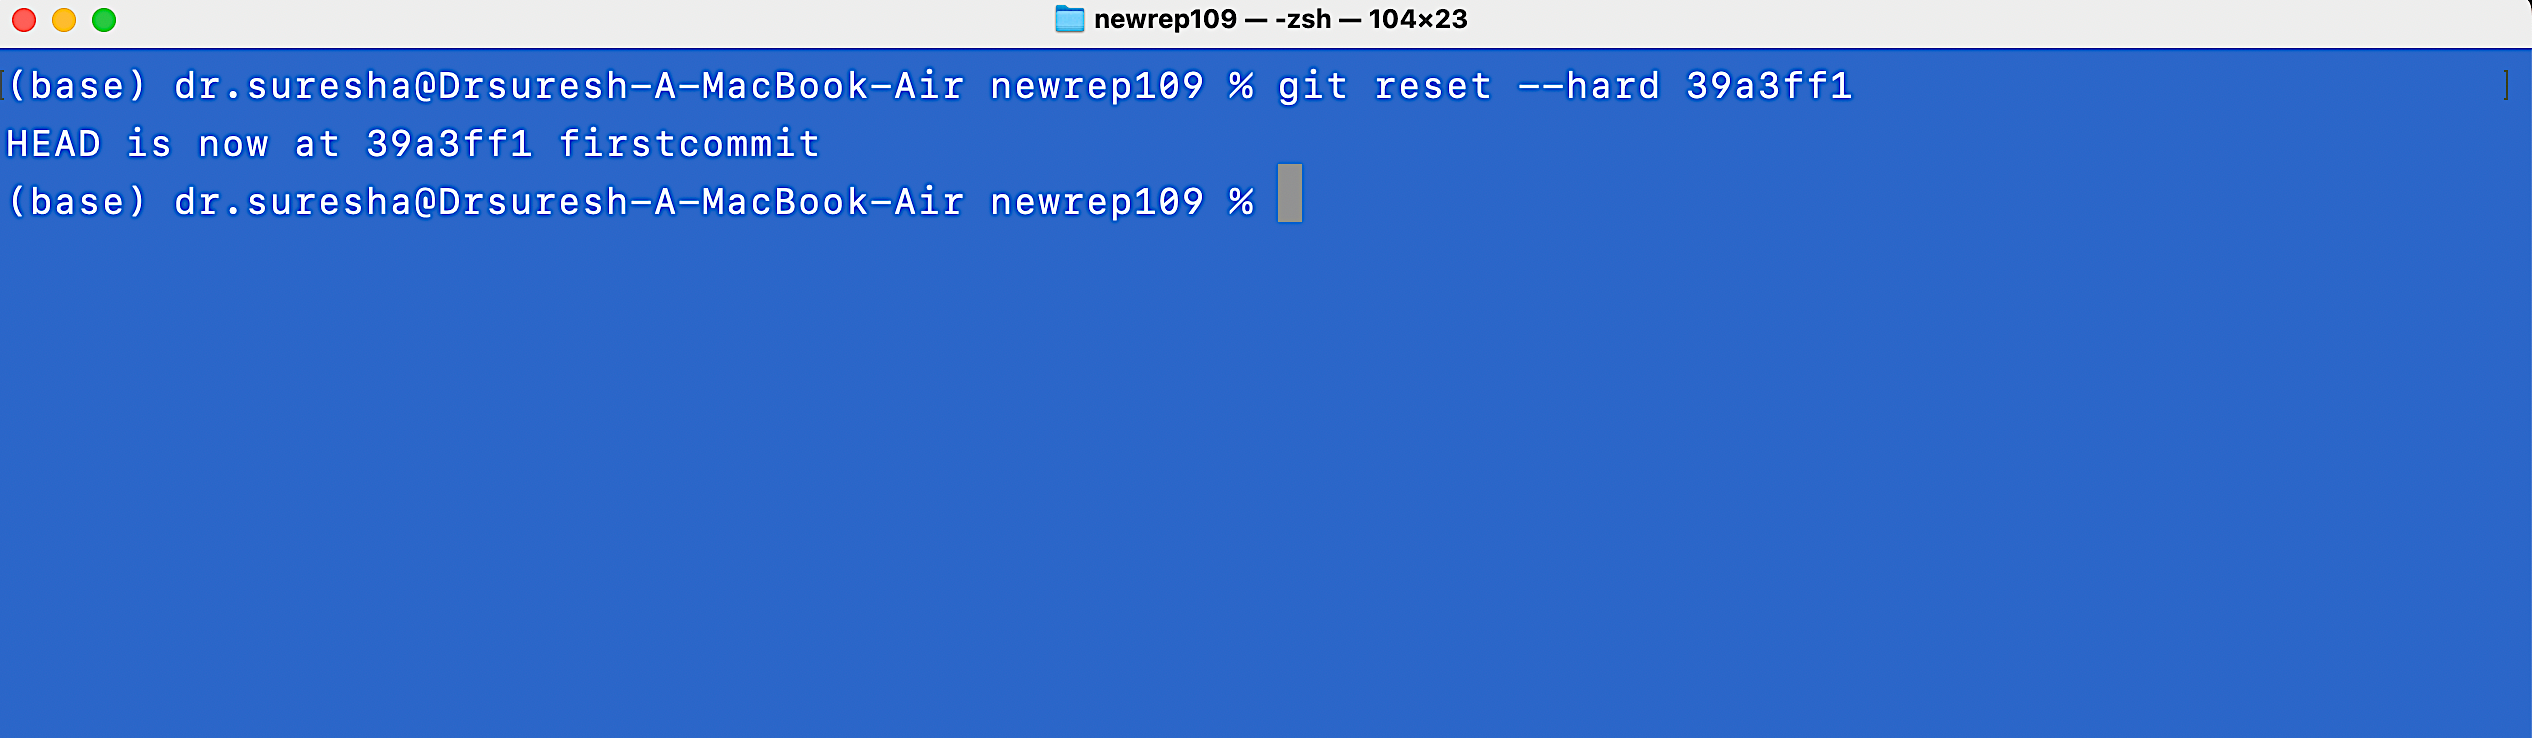 newrep109 — -zsh — 104×23
(base) dr.suresha@Drsuresh-A-MacBook-Air newrep109 % git reset --hard 39a3ff1
HEAD is now at 39a3ff1 firstcommit
(base) dr.suresha@Drsuresh-A-MacBook-Air newrep109 %